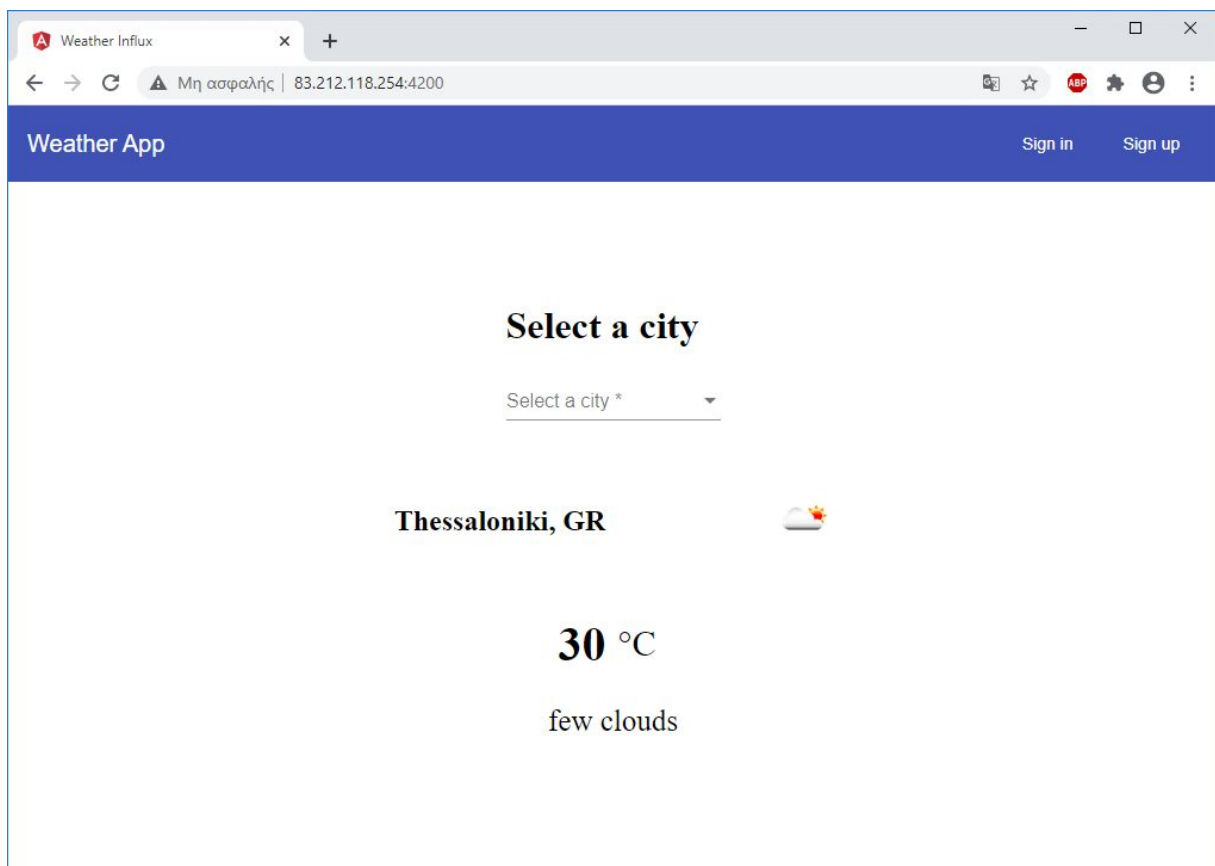 Weather Influx
Μη ασφαλής | 83.212.118.254:4200
ABP
Weather App Sign in Sign up
Select a city
Select a city *
Thessaloniki, GR
30 °C
few clouds